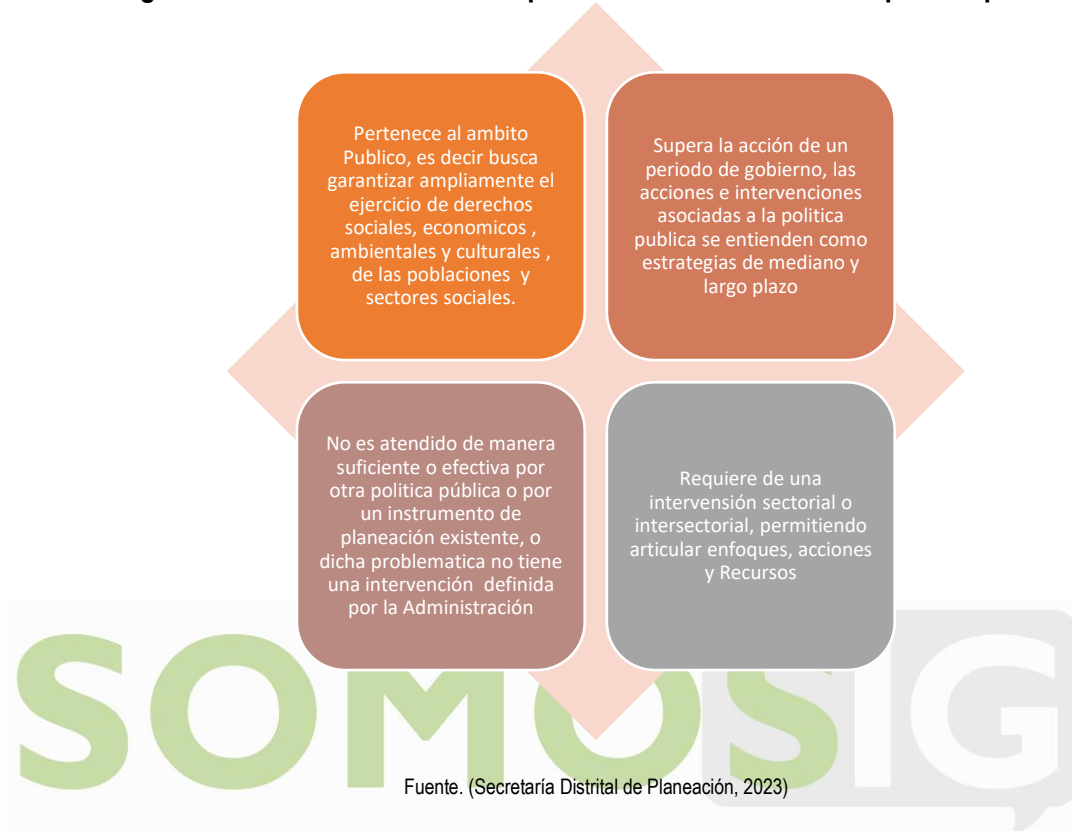 Pertenece al ambito
Publico, es decir busca
garantizar ampliamente el
ejercicio de derechos
sociales, economicos ,
ambientales y culturales ,
de las poblaciones y
sectores sociales.
Supera la acción de un
periodo de gobierno, las
acciones e intervenciones
asociadas a la politica
publica se entienden como
estrategias de mediano y
largo plazo
No es atendido de manera
suficiente o efectiva por
otra politica pública o por
un instrumento de
planeación existente, o
dicha problematica no tiene
una intervención definida
por la Administración
Requiere de una
intervensión sectorial o
intersectorial, permitiendo
articular enfoques, acciones
y Recursos
SOMOSIG
Fuente. (Secretaría Distrital de Planeación, 2023)